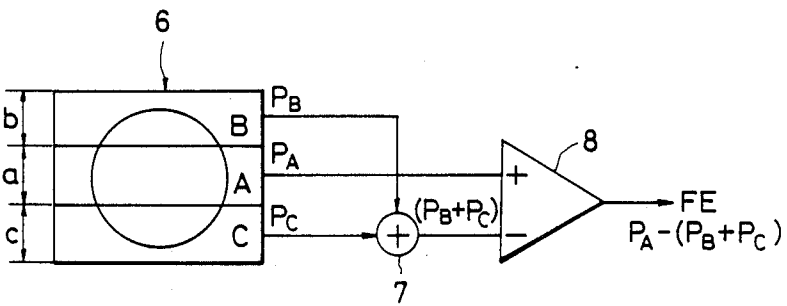 6
b
B
P_B
a
A
P_A
c
C
P_C
+
7
(P_B+P_C)
+
−
8
FE
P_A−(P_B+P_C)